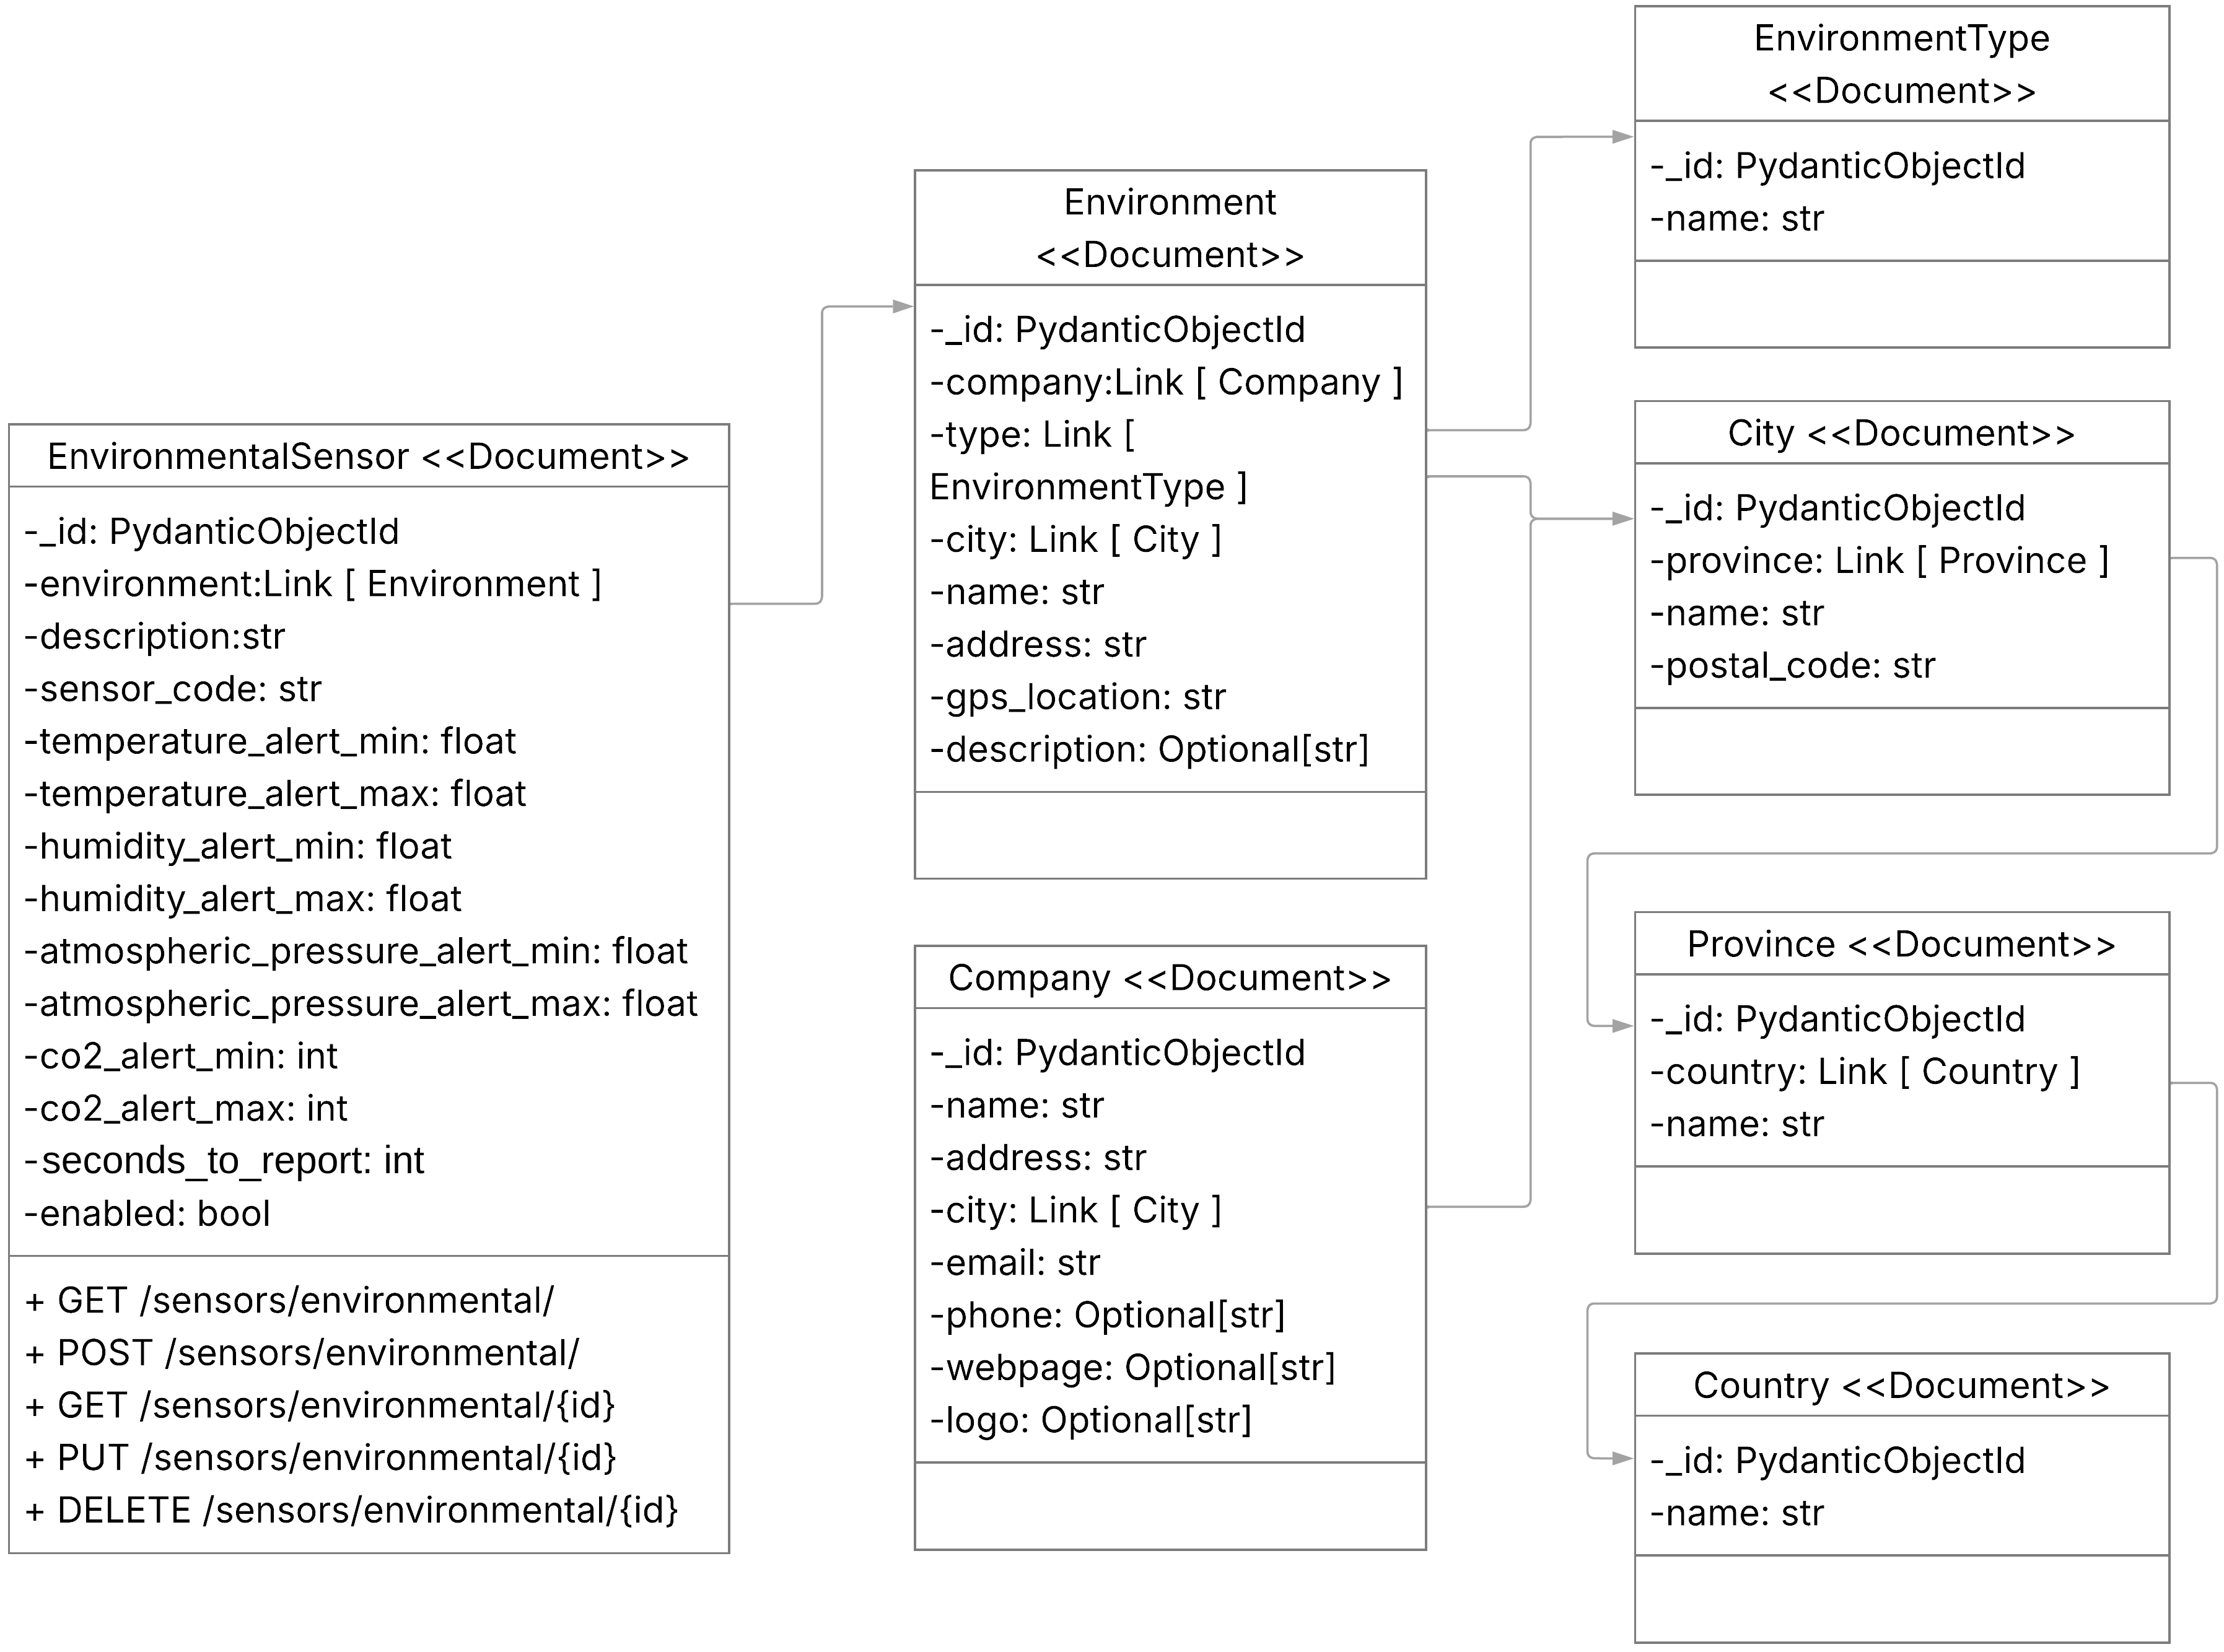 EnvironmentalSensor <<Document>>
-_id: PydanticObjectId
-environment:Link [ Environment ]
-description:str
-sensor_code: str
-temperature_alert_min: float
-temperature_alert_max: float
-humidity_alert_min: float
-humidity_alert_max: float
-atmospheric_pressure_alert_min: float
-atmospheric_pressure_alert_max: float
-co2_alert_min: int
-co2_alert_max: int
-seconds_to_report: int
-enabled: bool
+ GET /sensors/environmental/
+ POST /sensors/environmental/
+ GET /sensors/environmental/{id}
+ PUT /sensors/environmental/{id}
+ DELETE /sensors/environmental/{id}
Environment
<<Document>>
-_id: PydanticObjectId
-company:Link [ Company ]
-type: Link [
EnvironmentType ]
-city: Link [ City ]
-name: str
-address: str
-gps_location: str
-description: Optional[str]
Company <<Document>>
-_id: PydanticObjectId
-name: str
-address: str
-city: Link [ City ]
-email: str
-phone: Optional[str]
-webpage: Optional[str]
-logo: Optional[str]
EnvironmentType
<<Document>>
-_id: PydanticObjectId
-name: str
City <<Document>>
-_id: PydanticObjectId
-province: Link [ Province ]
-name: str
-postal_code: str
Province <<Document>>
-_id: PydanticObjectId
-country: Link [ Country ]
-name: str
Country <<Document>>
-_id: PydanticObjectId
-name: str